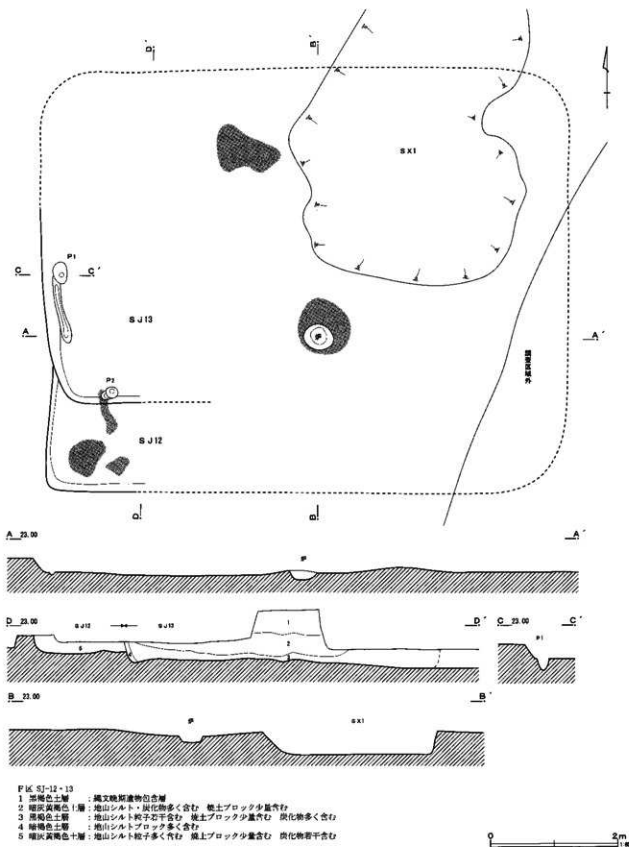 D'
B'
SX1
P1
C
C'
SJ13
A
炉
A'
調査区域外
P2
SJ12
D
B
A 23.00
炉
A'
D 23.00
SJ12
SJ13
D'
1
2
5
C 23.00
P1
C'
B 23.00
炉
SX1
B'
F区 SJ-12・13
1 黒褐色土層 :縄文晩期遺物包含層
2 暗灰黄褐色土層:地山シルト・炭化物多く含む 焼土ブロック少量含む
3 黒褐色土層 :地山シルト粒子若干含む 焼土ブロック少量含む 炭化物多く含む
4 暗褐色土層 :地山シルトブロック多く含む
5 暗灰黄褐色土層:地山シルト粒子多く含む 焼土ブロック少量含む 炭化物若干含む
0 2m